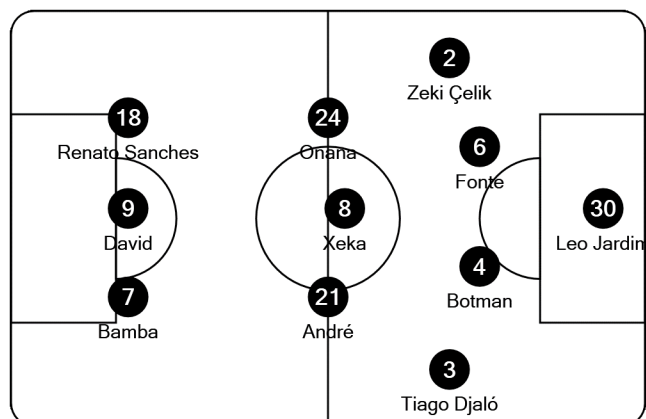 2
Zeki Çelik
18
Renato Sanches
24
Onana
6
Fonte
9
David
8
Xeka
30
Leo Jardim
4
Botman
7
Bamba
21
André
3
Tiago Djaló